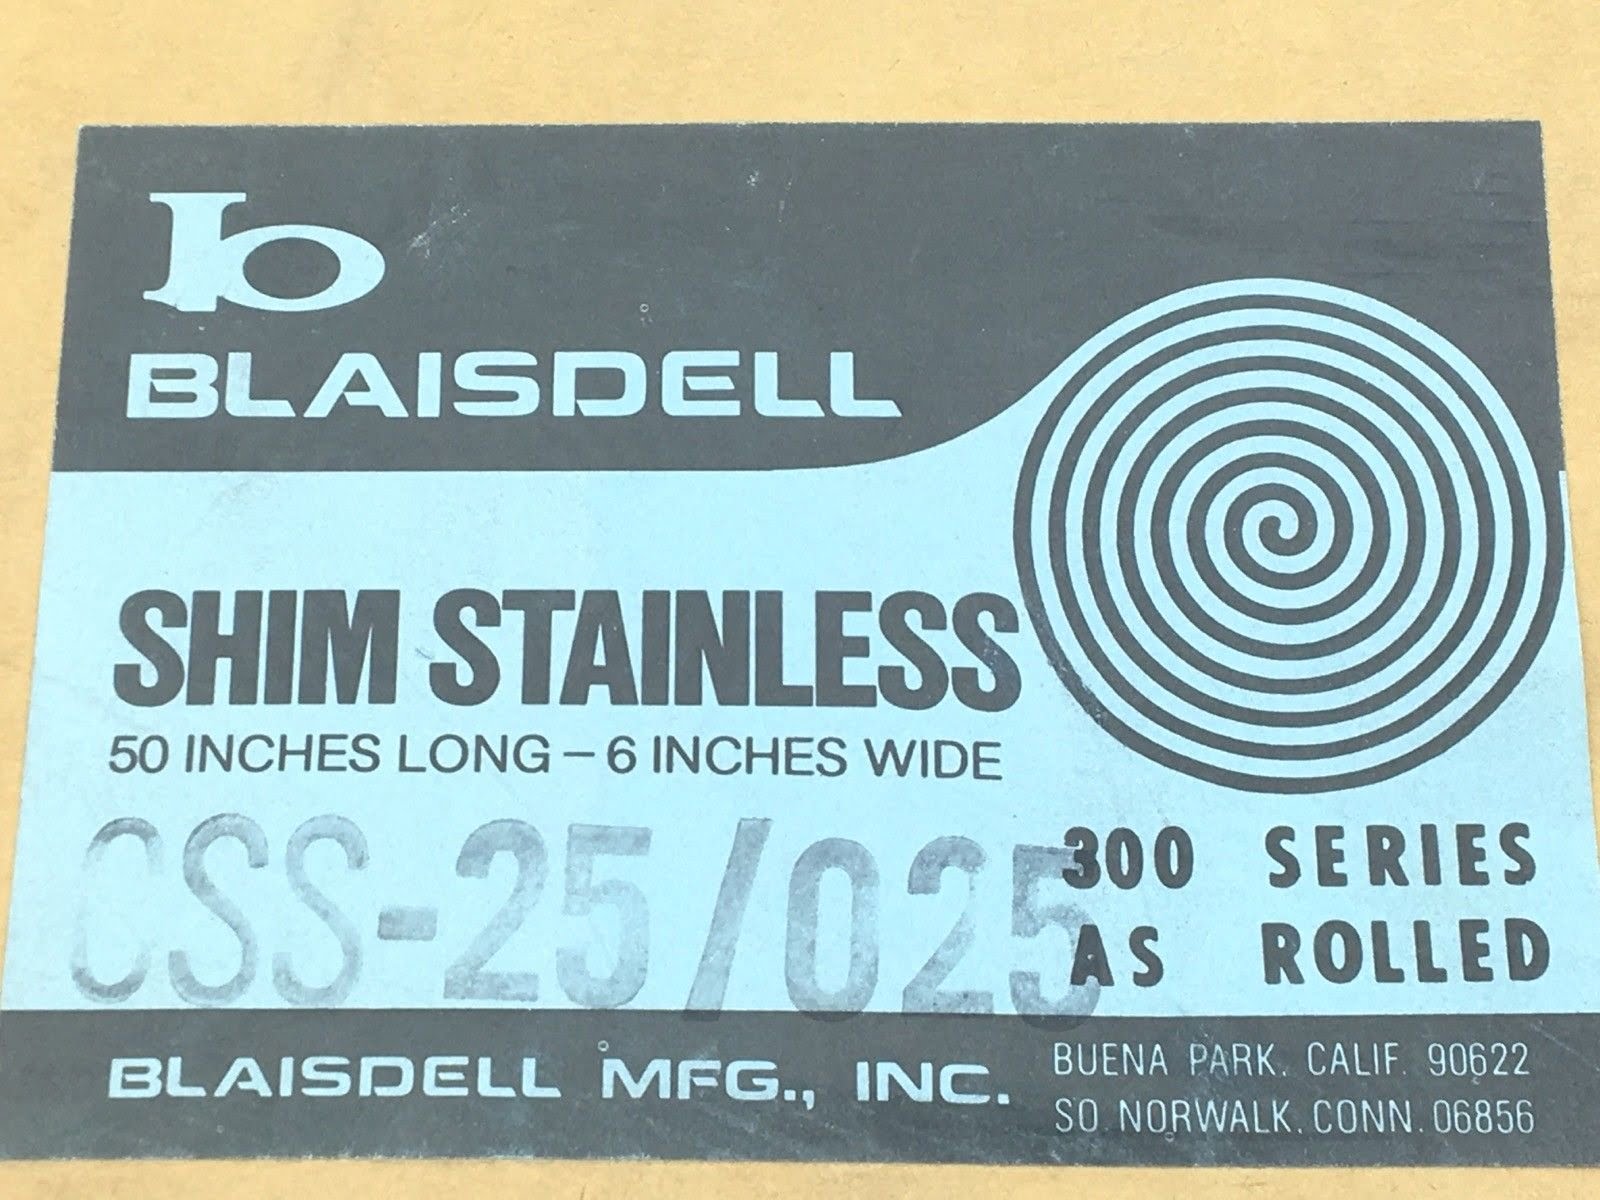 b
BLAISDELL
SHIM STAINLESS
50 INCHES LONG – 6 INCHES WIDE
CSS-25/025
300 SERIES
AS ROLLED
BLAISDELL MFG., INC.
BUENA PARK, CALIF. 90622
SO. NORWALK, CONN. 06856